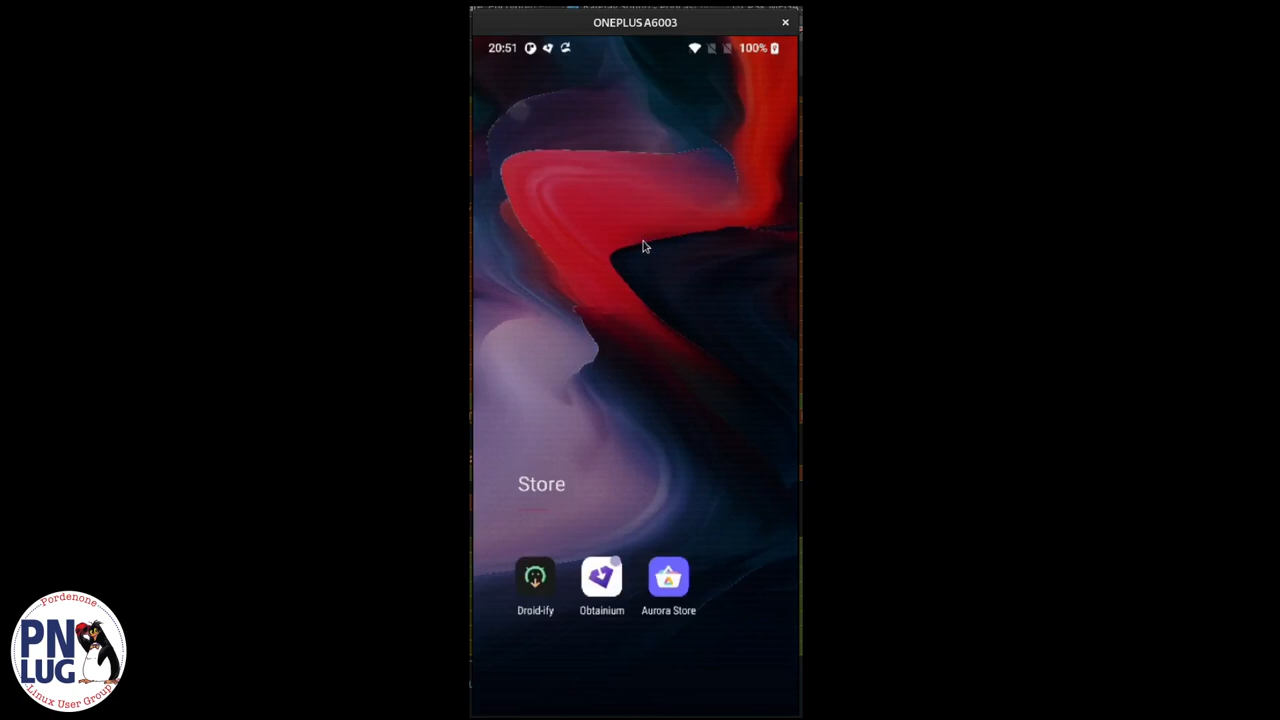 ONEPLUS A6003
20:51
100%
Store
Droid-ify
Obtainium
Aurora Store
Pordenone
PN
LUG
Linux User Group